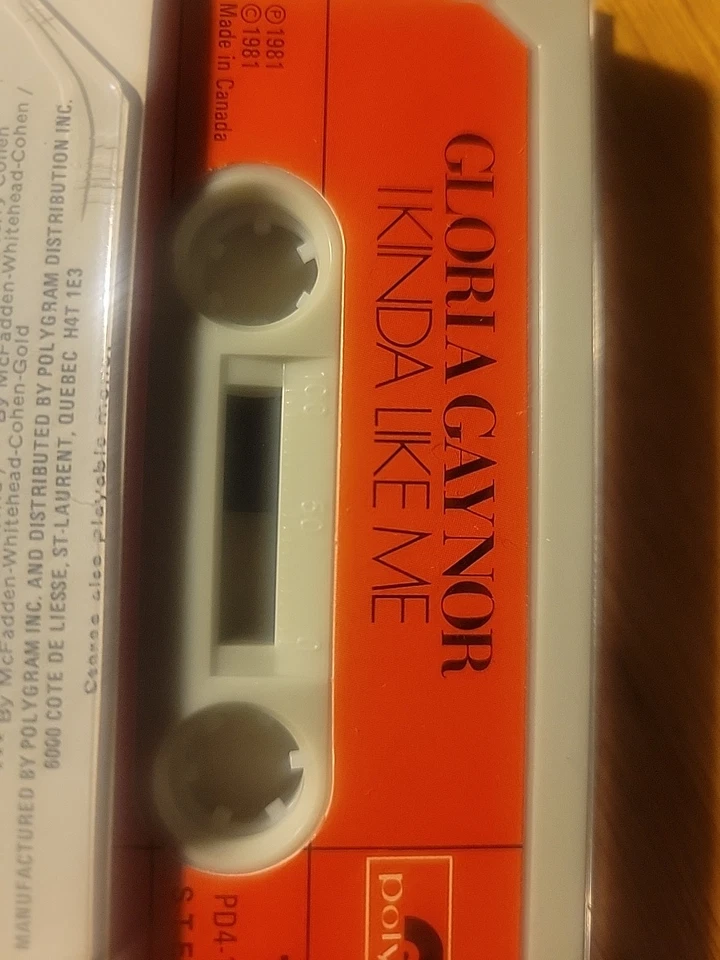 GLORIA GAYNOR
I KINDA LIKE ME
℗ 1981
© 1981
Made in Canada
poly
PD4-
By McFadden-Whitehead-Cohen /
By McFadden-Whitehead-Cohen-Gold
MANUFACTURED BY POLYGRAM INC. AND DISTRIBUTED BY POLYGRAM DISTRIBUTION INC.
6000 COTE DE LIESSE, ST-LAURENT, QUEBEC H4T 1E3